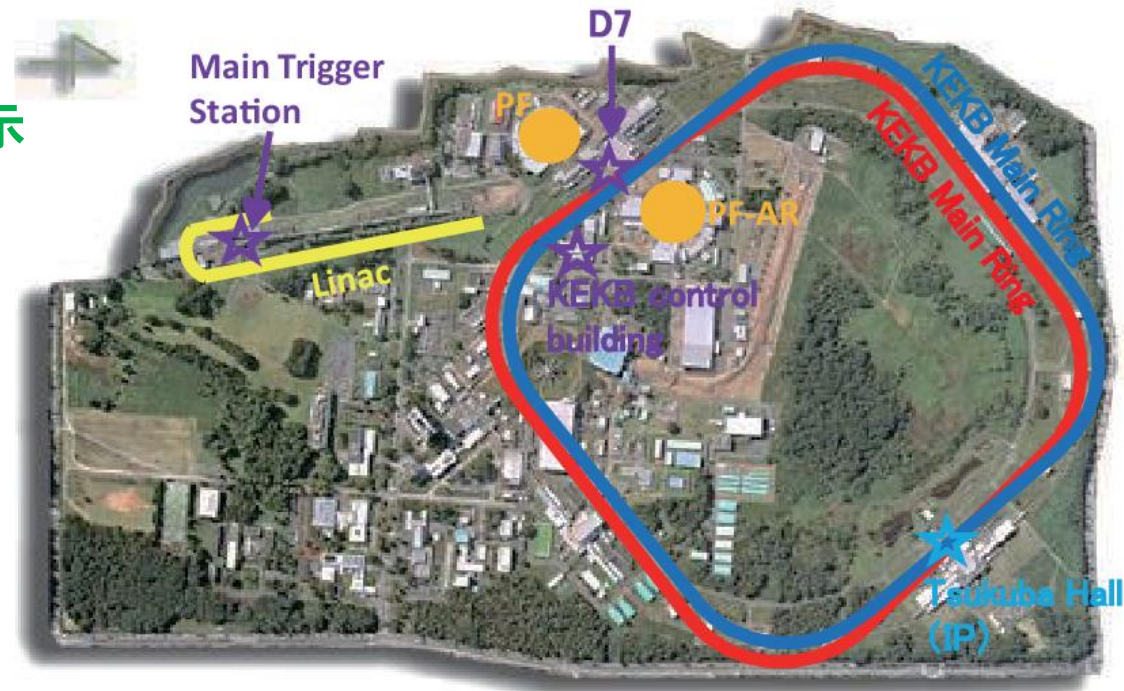 D7
Main Trigger
Station
示
PF
KEKB Main Ring
KEKB Main Ring
PF-AR
Linac
KEKB control
building
Tsukuba Hall
(IP)